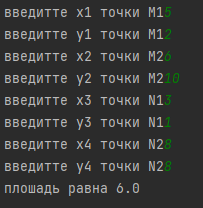 введитте x1 точки M15
введитте y1 точки M12
введитте x2 точки M26
введитте y2 точки M210
введитте x3 точки N13
введитте y3 точки N11
введитте x4 точки N28
введитте y4 точки N28
плошадь равна 6.0